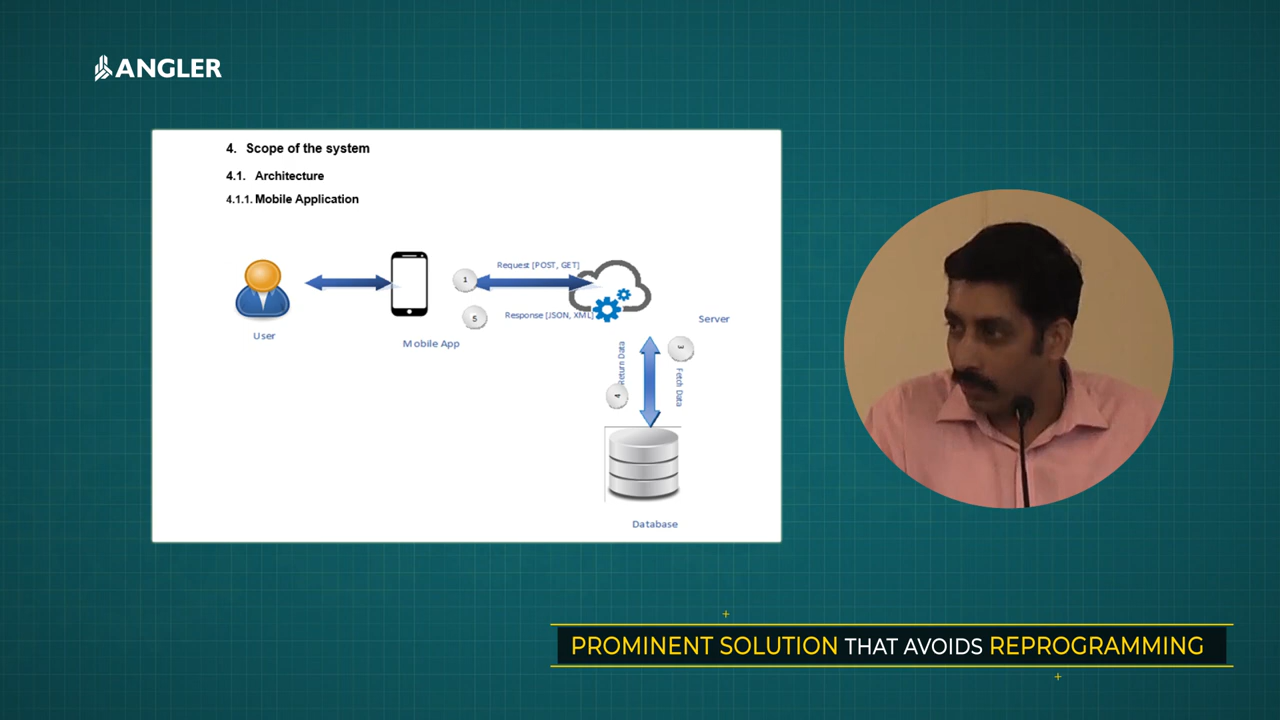 ANGLER
4. Scope of the system
4.1. Architecture
4.1.1. Mobile Application
Request [POST, GET]
1
5
Response [JSON, XML]
User
Mobile App
Server
Return Data
3
4
Fetch Data
Database
PROMINENT SOLUTION THAT AVOIDS REPROGRAMMING